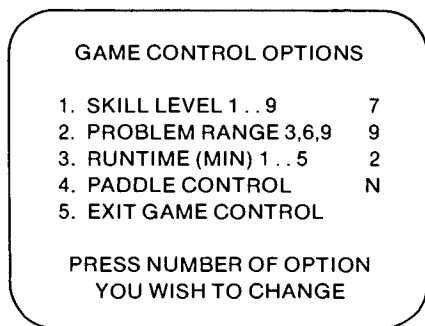 GAME CONTROL OPTIONS
1. SKILL LEVEL 1 . . 9 7
2. PROBLEM RANGE 3,6,9 9
3. RUNTIME (MIN) 1 . . 5 2
4. PADDLE CONTROL N
5. EXIT GAME CONTROL
PRESS NUMBER OF OPTION
YOU WISH TO CHANGE